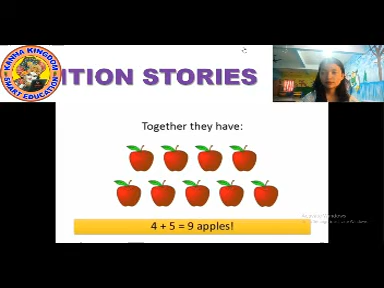 KANHA KINGDOM
SMART EDUCATION
ITION STORIES
Together they have:
4 + 5 = 9 apples!